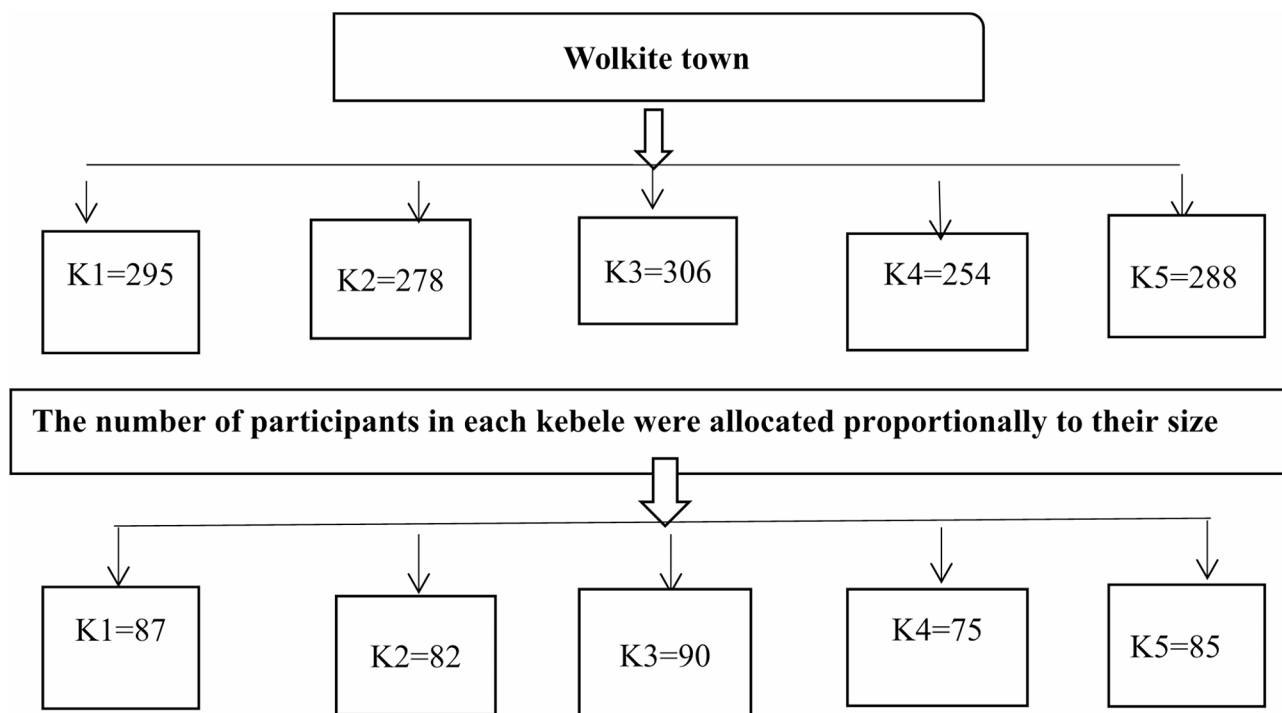 Wolkite town
K1=295
K2=278
K3=306
K4=254
K5=288
The number of participants in each kebele were allocated proportionally to their size
K1=87
K2=82
K3=90
K4=75
K5=85